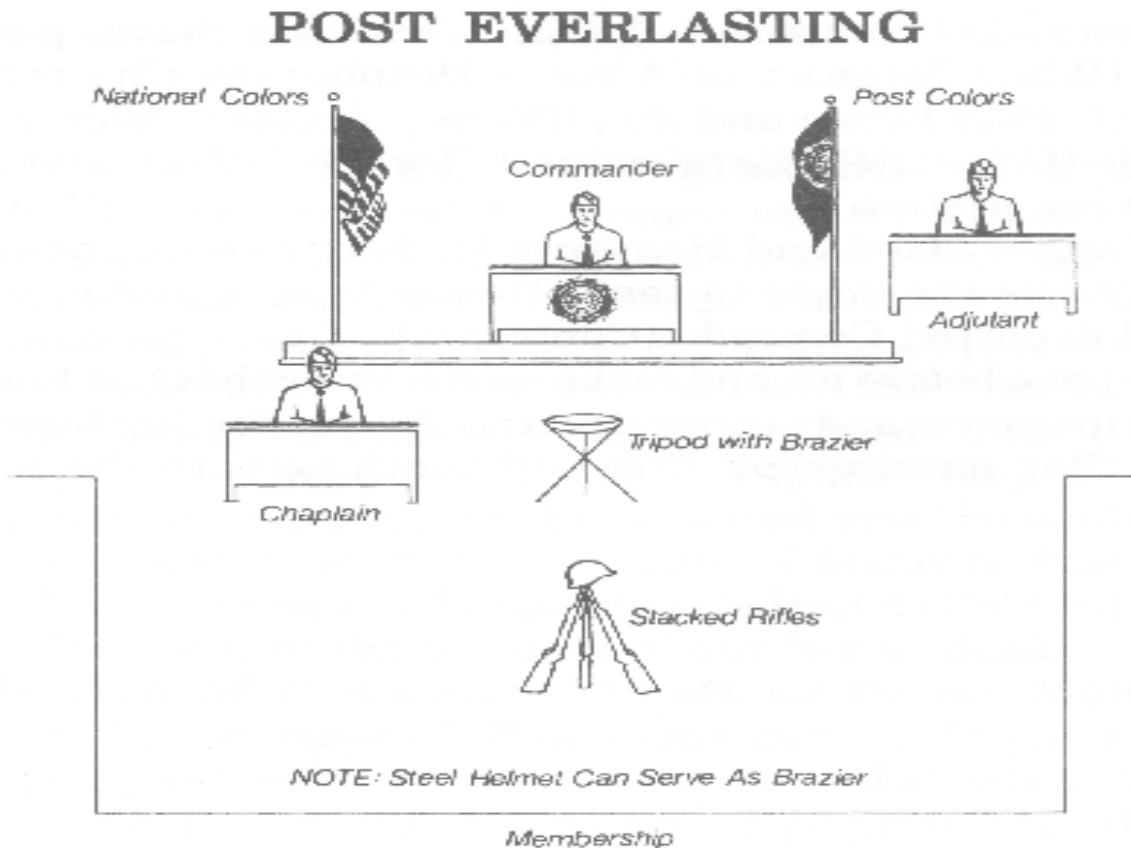 POST EVERLASTING
National Colors
Post Colors
Commander
Adjutant
Tripod with Brazier
Chaplain
Stacked Rifles
NOTE: Steel Helmet Can Serve As Brazier
Membership